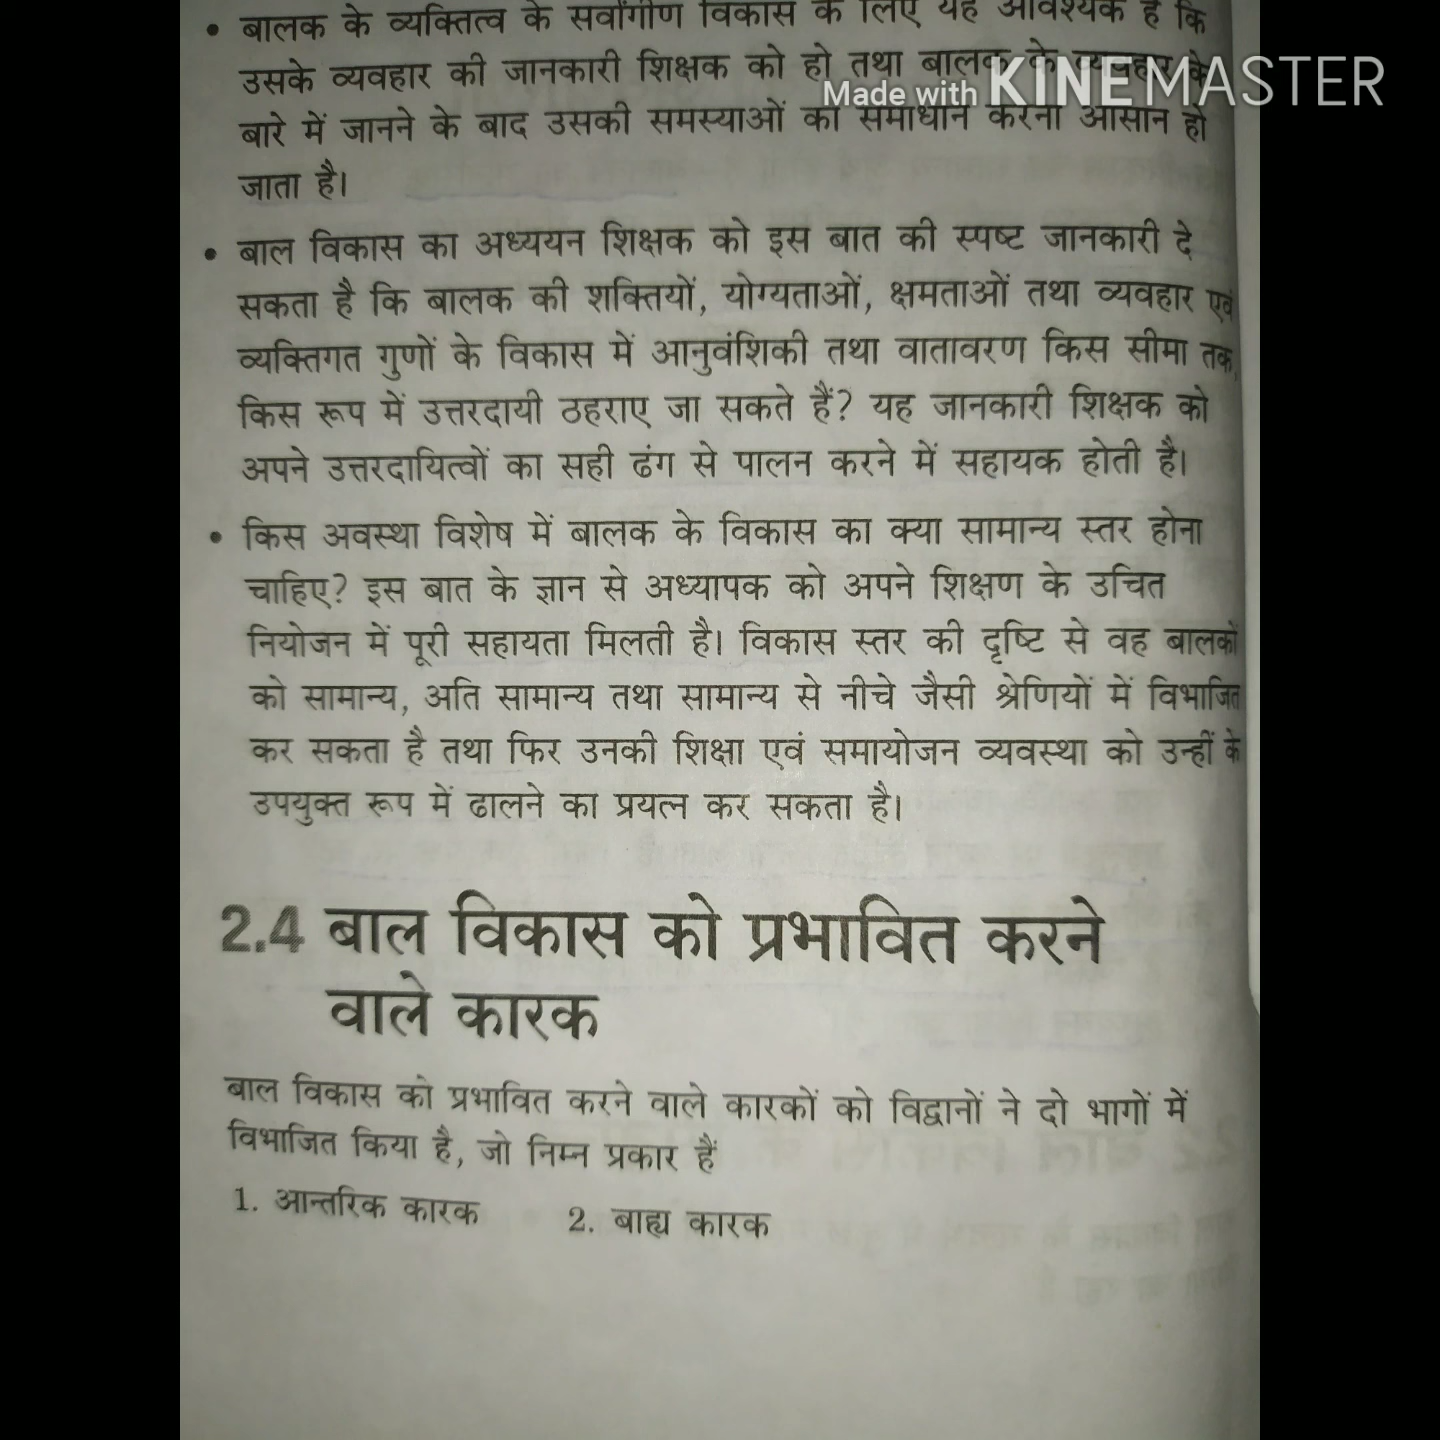 • बालक के व्यक्तित्व के सर्वांगीण विकास के लिए यह आवश्यक है कि
उसके व्यवहार की जानकारी शिक्षक को हो तथा बालक के व्यवहार के
Made with KINEMASTER
बारे में जानने के बाद उसकी समस्याओं का समाधान करना आसान हो
जाता है।
• बाल विकास का अध्ययन शिक्षक को इस बात की स्पष्ट जानकारी दे
सकता है कि बालक की शक्तियों, योग्यताओं, क्षमताओं तथा व्यवहार एवं
व्यक्तिगत गुणों के विकास में आनुवंशिकी तथा वातावरण किस सीमा तक,
किस रूप में उत्तरदायी ठहराए जा सकते हैं? यह जानकारी शिक्षक को
अपने उत्तरदायित्वों का सही ढंग से पालन करने में सहायक होती है।
• किस अवस्था विशेष में बालक के विकास का क्या सामान्य स्तर होना
चाहिए? इस बात के ज्ञान से अध्यापक को अपने शिक्षण के उचित
नियोजन में पूरी सहायता मिलती है। विकास स्तर की दृष्टि से वह बालकों
को सामान्य, अति सामान्य तथा सामान्य से नीचे जैसी श्रेणियों में विभाजित
कर सकता है तथा फिर उनकी शिक्षा एवं समायोजन व्यवस्था को उन्हीं के
उपयुक्त रूप में ढालने का प्रयत्न कर सकता है।
2.4 बाल विकास को प्रभावित करने
वाले कारक
बाल विकास को प्रभावित करने वाले कारकों को विद्वानों ने दो भागों में
विभाजित किया है, जो निम्न प्रकार हैं
1. आन्तरिक कारक 2. बाह्य कारक